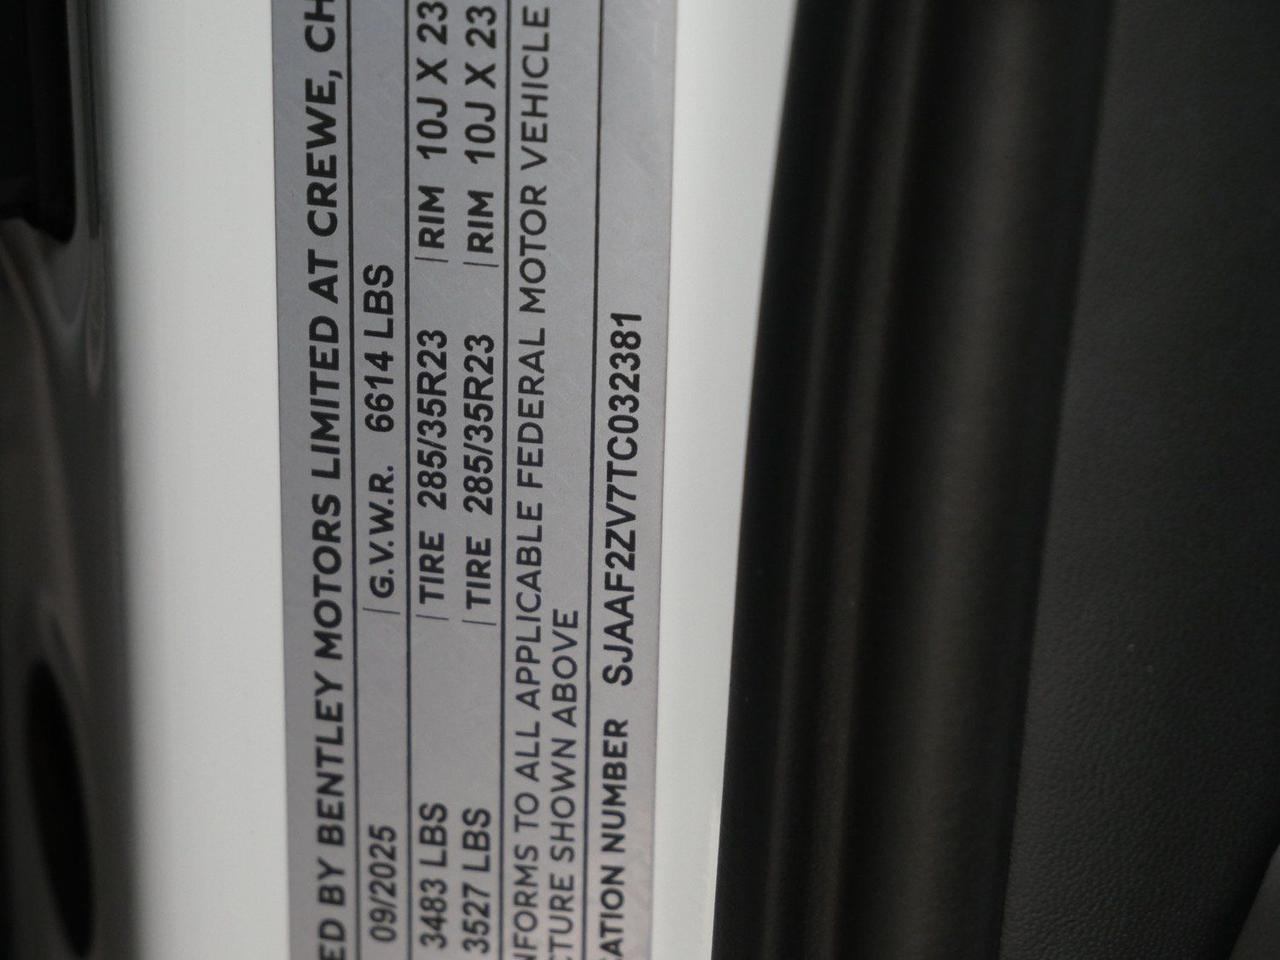 ED BY BENTLEY MOTORS LIMITED AT CREWE, CH
09/2025 | G.V.W.R. 6614 LBS
3483 LBS | TIRE 285/35R23 | RIM 10J X 23
3527 LBS | TIRE 285/35R23 | RIM 10J X 23
NFORMS TO ALL APPLICABLE FEDERAL MOTOR VEHICLE
CTURE SHOWN ABOVE
CATION NUMBER SJAAF2ZV7TC032381